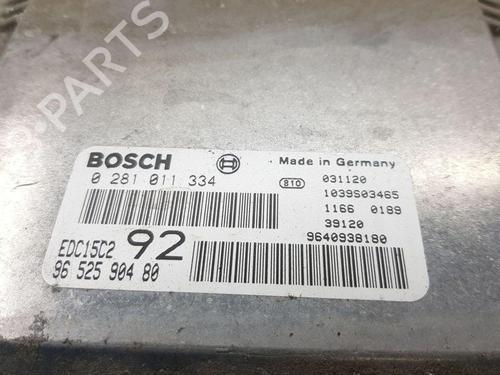 B-PARTS
BOSCH
Made in Germany
0 281 011 334
810
031120
1039S03465
1166 0189
39120
9640938180
EDC15C2 92
96 525 904 80